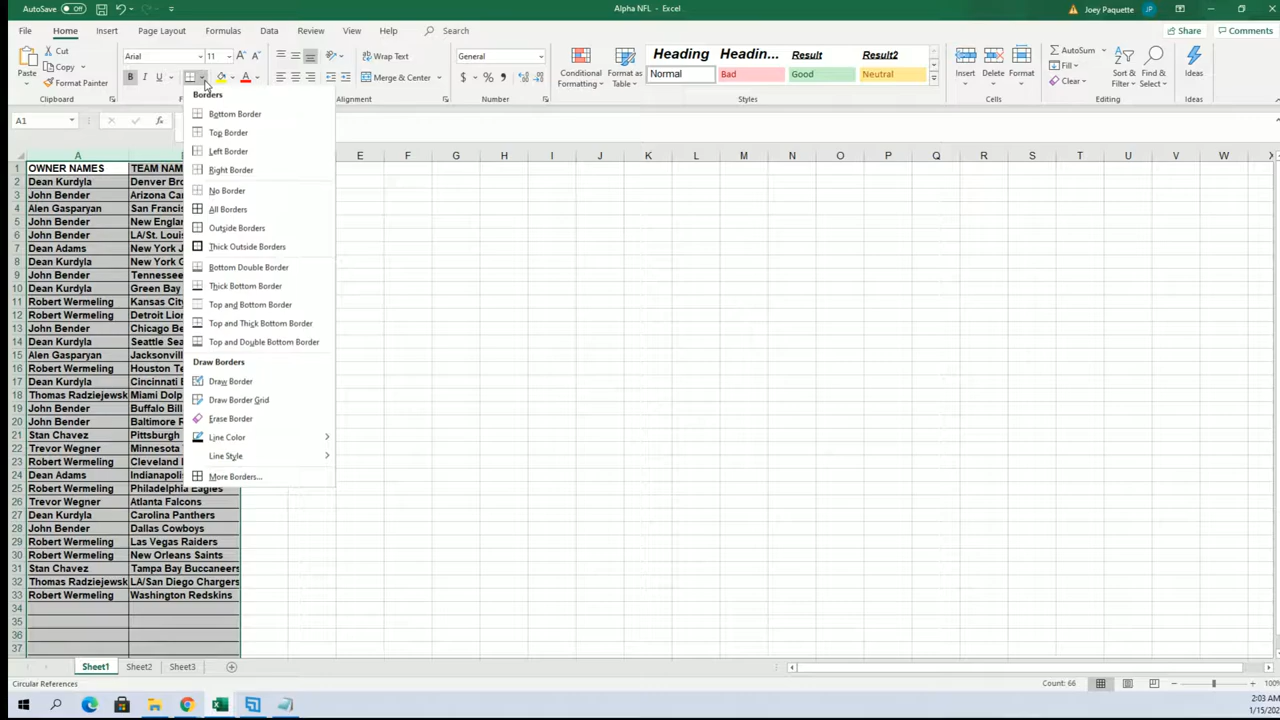 AutoSave Off Alpha NFL - Excel Joey Paquette JP
File Home Insert Page Layout Formulas Data Review View Help Search Share Comments
Paste Cut Copy Format Painter Clipboard
Arial 11 A A B I U A
Wrap Text Merge & Center Alignment
General $ % Number
Conditional Formatting Format as Table
Heading Headin... Result Result2
Normal Bad Good Neutral
Styles
Insert Delete Format Cells
AutoSum Fill Clear Sort & Filter Find & Select Editing
Ideas Ideas
A1 fx
Borders
Bottom Border
Top Border
Left Border
Right Border
No Border
All Borders
Outside Borders
Thick Outside Borders
Bottom Double Border
Thick Bottom Border
Top and Bottom Border
Top and Thick Bottom Border
Top and Double Bottom Border
Draw Borders
Draw Border
Draw Border Grid
Erase Border
Line Color
Line Style
More Borders...
A E F G H I J K L M N O P Q R S T U V W
1 OWNER NAMES TEAM NAM
2 Dean Kurdyla Denver Bro
3 John Bender Arizona Car
4 Alen Gasparyan San Francis
5 John Bender New England
6 John Bender LA/St. Louis
7 Dean Adams New York J
8 Dean Kurdyla New York G
9 John Bender Tennessee
10 Dean Kurdyla Green Bay
11 Robert Wermeling Kansas City
12 Robert Wermeling Detroit Lion
13 John Bender Chicago Be
14 Dean Kurdyla Seattle Sea
15 Alen Gasparyan Jacksonvill
16 Robert Wermeling Houston Te
17 Dean Kurdyla Cincinnati B
18 Thomas Radziejewsk Miami Dolp
19 John Bender Buffalo Bill
20 John Bender Baltimore R
21 Stan Chavez Pittsburgh
22 Trevor Wegner Minnesota
23 Robert Wermeling Cleveland
24 Dean Adams Indianapolis
25 Robert Wermeling Philadelphia Eagles
26 Trevor Wegner Atlanta Falcons
27 Dean Kurdyla Carolina Panthers
28 John Bender Dallas Cowboys
29 Robert Wermeling Las Vegas Raiders
30 Robert Wermeling New Orleans Saints
31 Stan Chavez Tampa Bay Buccaneers
32 Thomas Radziejewsk LA/San Diego Chargers
33 Robert Wermeling Washington Redskins
34
35
36
37
Sheet1 Sheet2 Sheet3
Circular References Count: 66 100%
2:03 AM
1/15/202